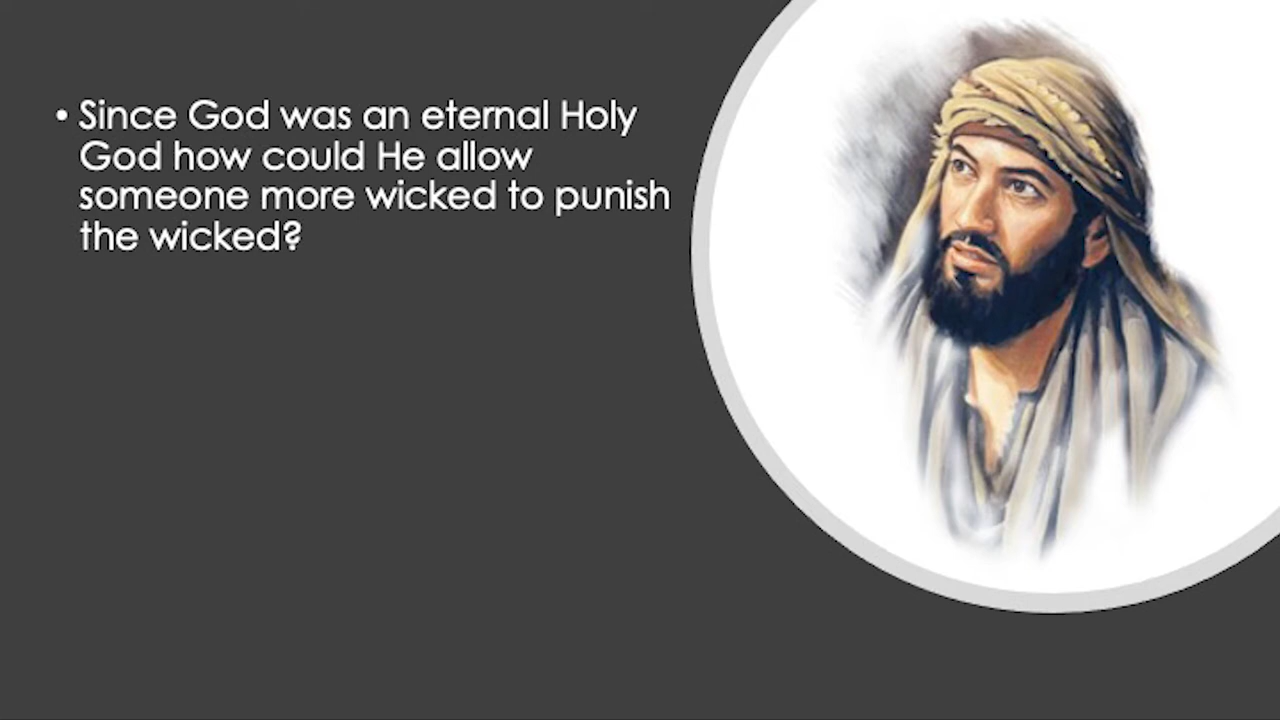 • Since God was an eternal Holy
God how could He allow
someone more wicked to punish
the wicked?